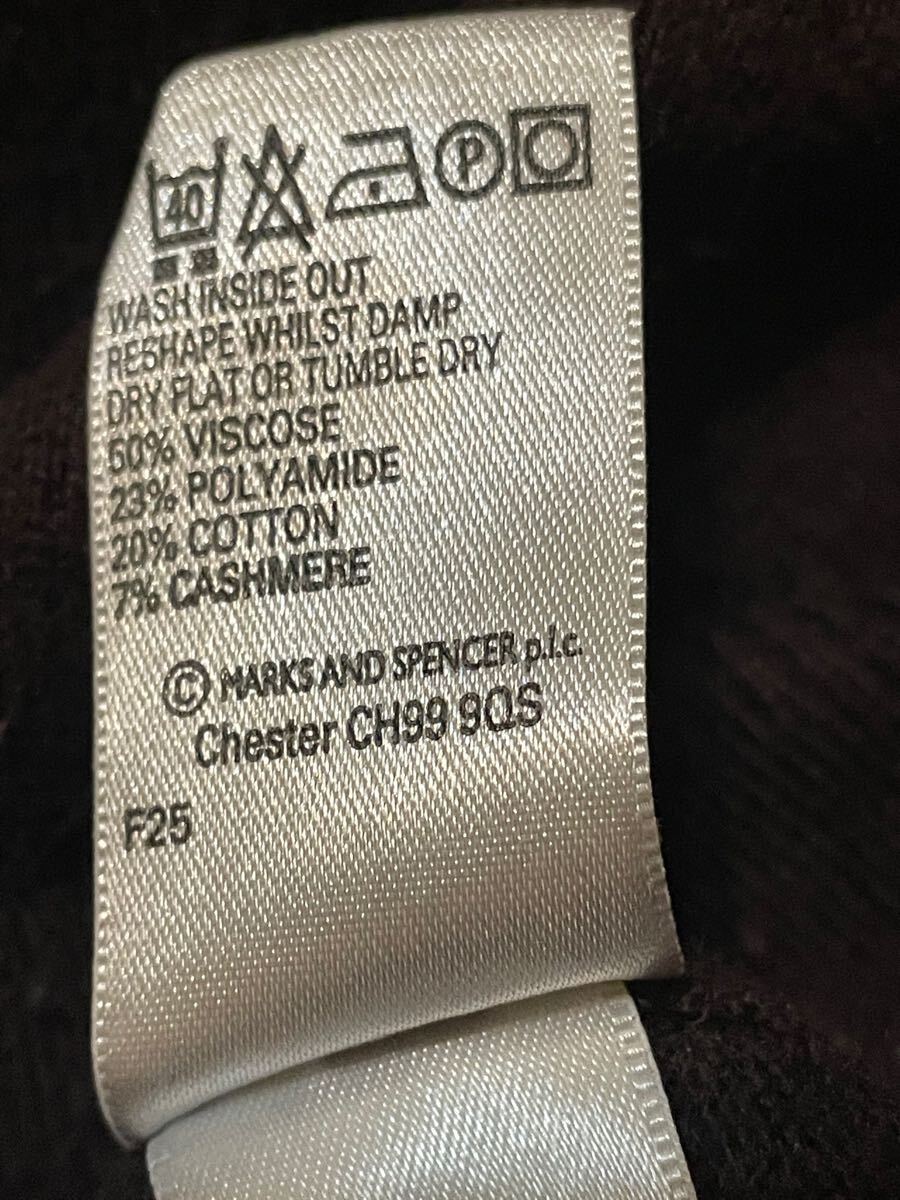 40
P
WASH INSIDE OUT
RESHAPE WHILST DAMP
DRY FLAT OR TUMBLE DRY
50% VISCOSE
23% POLYAMIDE
20% COTTON
7% CASHMERE
© MARKS AND SPENCER p.l.c.
Chester CH99 9QS
F25